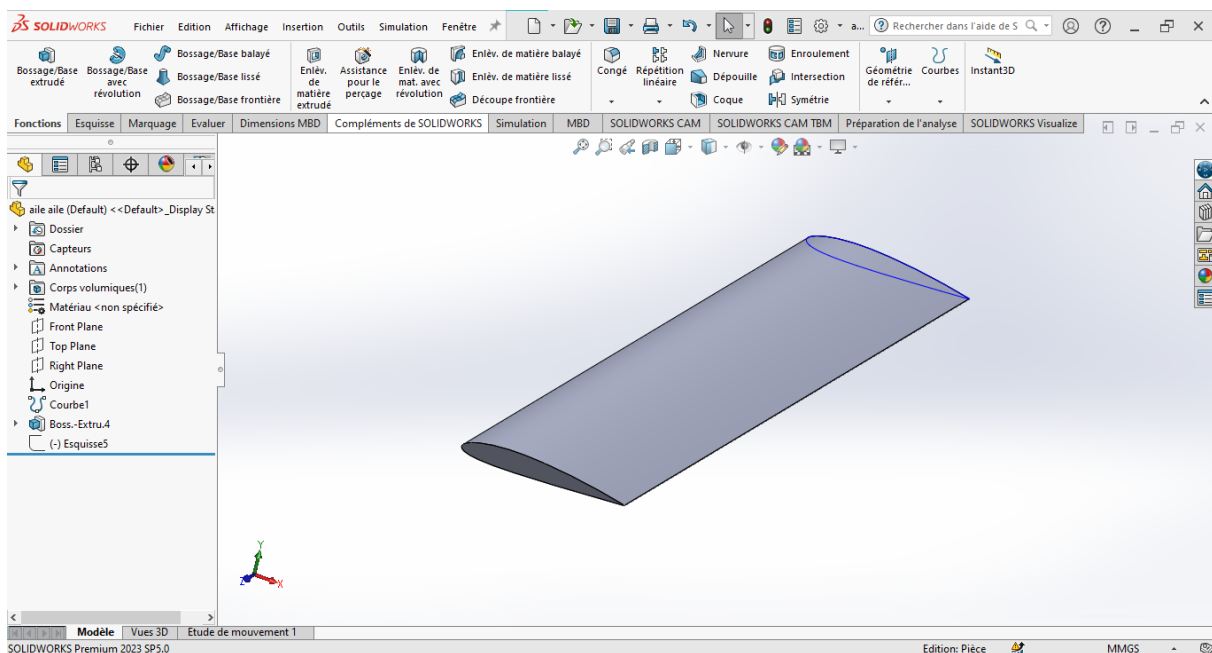 SOLIDWORKS Fichier Edition Affichage Insertion Outils Simulation Fenêtre a... Rechercher dans l'aide de S
Bossage/Base extrudé
Bossage/Base avec révolution
Bossage/Base balayé
Bossage/Base lissé
Bossage/Base frontière
Enlèv. de matière extrudé
Assistance pour le perçage
Enlèv. de mat. avec révolution
Enlèv. de matière balayé
Enlèv. de matière lissé
Découpe frontière
Congé
Répétition linéaire
Nervure
Dépouille
Coque
Enroulement
Intersection
Symétrie
Géométrie de référ...
Courbes
Instant3D
Fonctions Esquisse Marquage Evaluer Dimensions MBD Compléments de SOLIDWORKS Simulation MBD SOLIDWORKS CAM SOLIDWORKS CAM TBM Préparation de l'analyse SOLIDWORKS Visualize
aile aile (Default) <<Default>_Display St
Dossier
Capteurs
Annotations
Corps volumiques(1)
Matériau <non spécifié>
Front Plane
Top Plane
Right Plane
Origine
Courbe1
Boss.-Extru.4
(-) Esquisse5
Y
Z
X
Modèle Vues 3D Etude de mouvement 1
SOLIDWORKS Premium 2023 SP5.0 Edition: Pièce MMGS